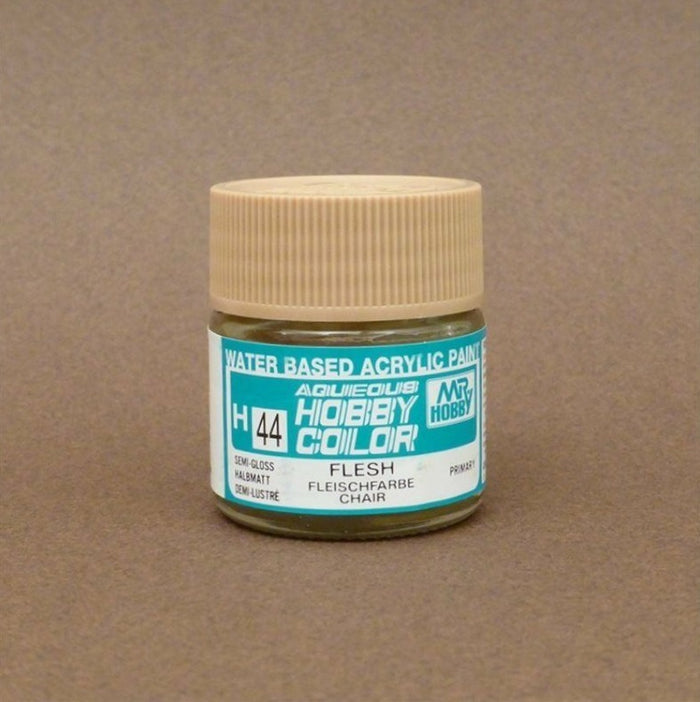 WATER BASED ACRYLIC PAINT
AQUEOUS
HOBBY
COLOR
MR
HOBBY
H 44
SEMI-GLOSS
HALBMATT
DEMI-LUSTRÉ
FLESH
FLEISCHFARBE
CHAIR
PRIMARY